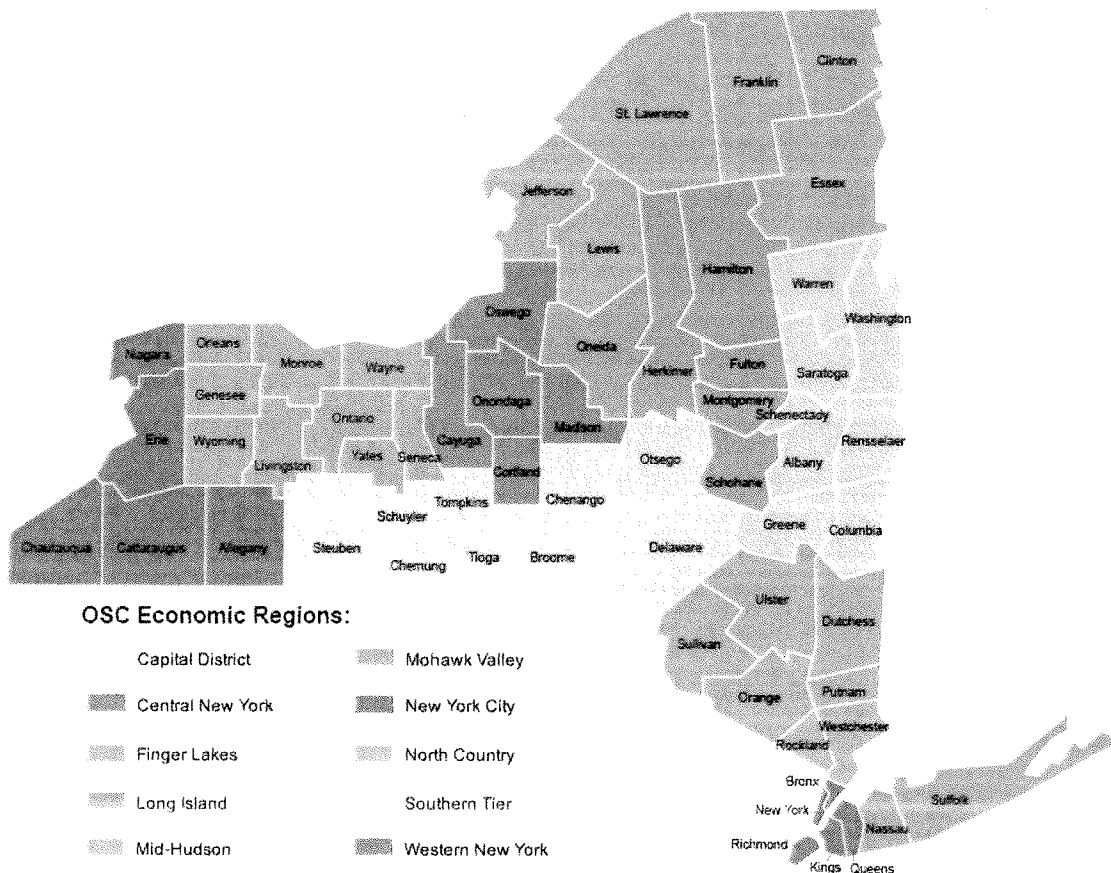 Clinton
Franklin
St. Lawrence
Essex
Jefferson
Lewis
Hamilton
Warren
Washington
Oswego
Oneida
Herkimer
Fulton
Saratoga
Niagara
Orleans
Monroe
Wayne
Genesee
Onondaga
Madison
Montgomery
Schenectady
Ontario
Cayuga
Erie
Wyoming
Livingston
Yates
Seneca
Cortland
Otsego
Schoharie
Albany
Rensselaer
Chenango
Tompkins
Schuyler
Greene
Columbia
Chautauqua
Cattaraugus
Allegany
Steuben
Chemung
Tioga
Broome
Delaware
Ulster
Dutchess
Sullivan
Orange
Putnam
Westchester
Rockland
Bronx
New York
Suffolk
Nassau
Richmond
Kings
Queens
OSC Economic Regions:
Capital District
Central New York
Finger Lakes
Long Island
Mid-Hudson
Mohawk Valley
New York City
North Country
Southern Tier
Western New York